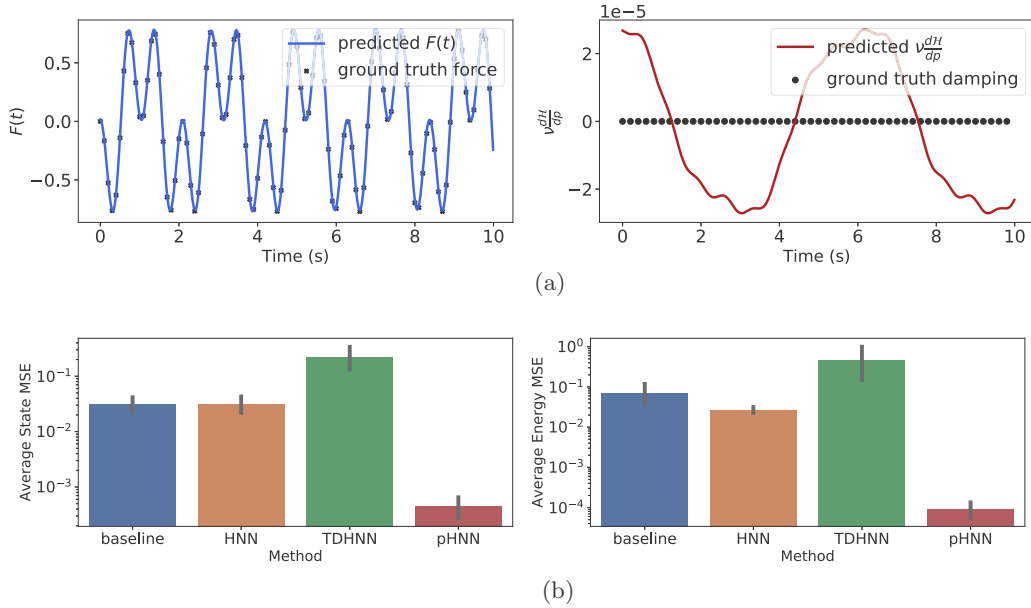 predicted F(t)
ground truth force
0.5
0.0
−0.5
F(t)
0 2 4 6 8 10
Time (s)
(a)
1e−5
predicted ν dℋ/dp
ground truth damping
2
0
−2
ν dℋ/dp
0 2 4 6 8 10
Time (s)
10⁻¹
10⁻²
10⁻³
Average State MSE
baseline HNN TDHNN pHNN
Method
10⁰
10⁻¹
10⁻²
10⁻³
10⁻⁴
Average Energy MSE
baseline HNN TDHNN pHNN
Method
(b)